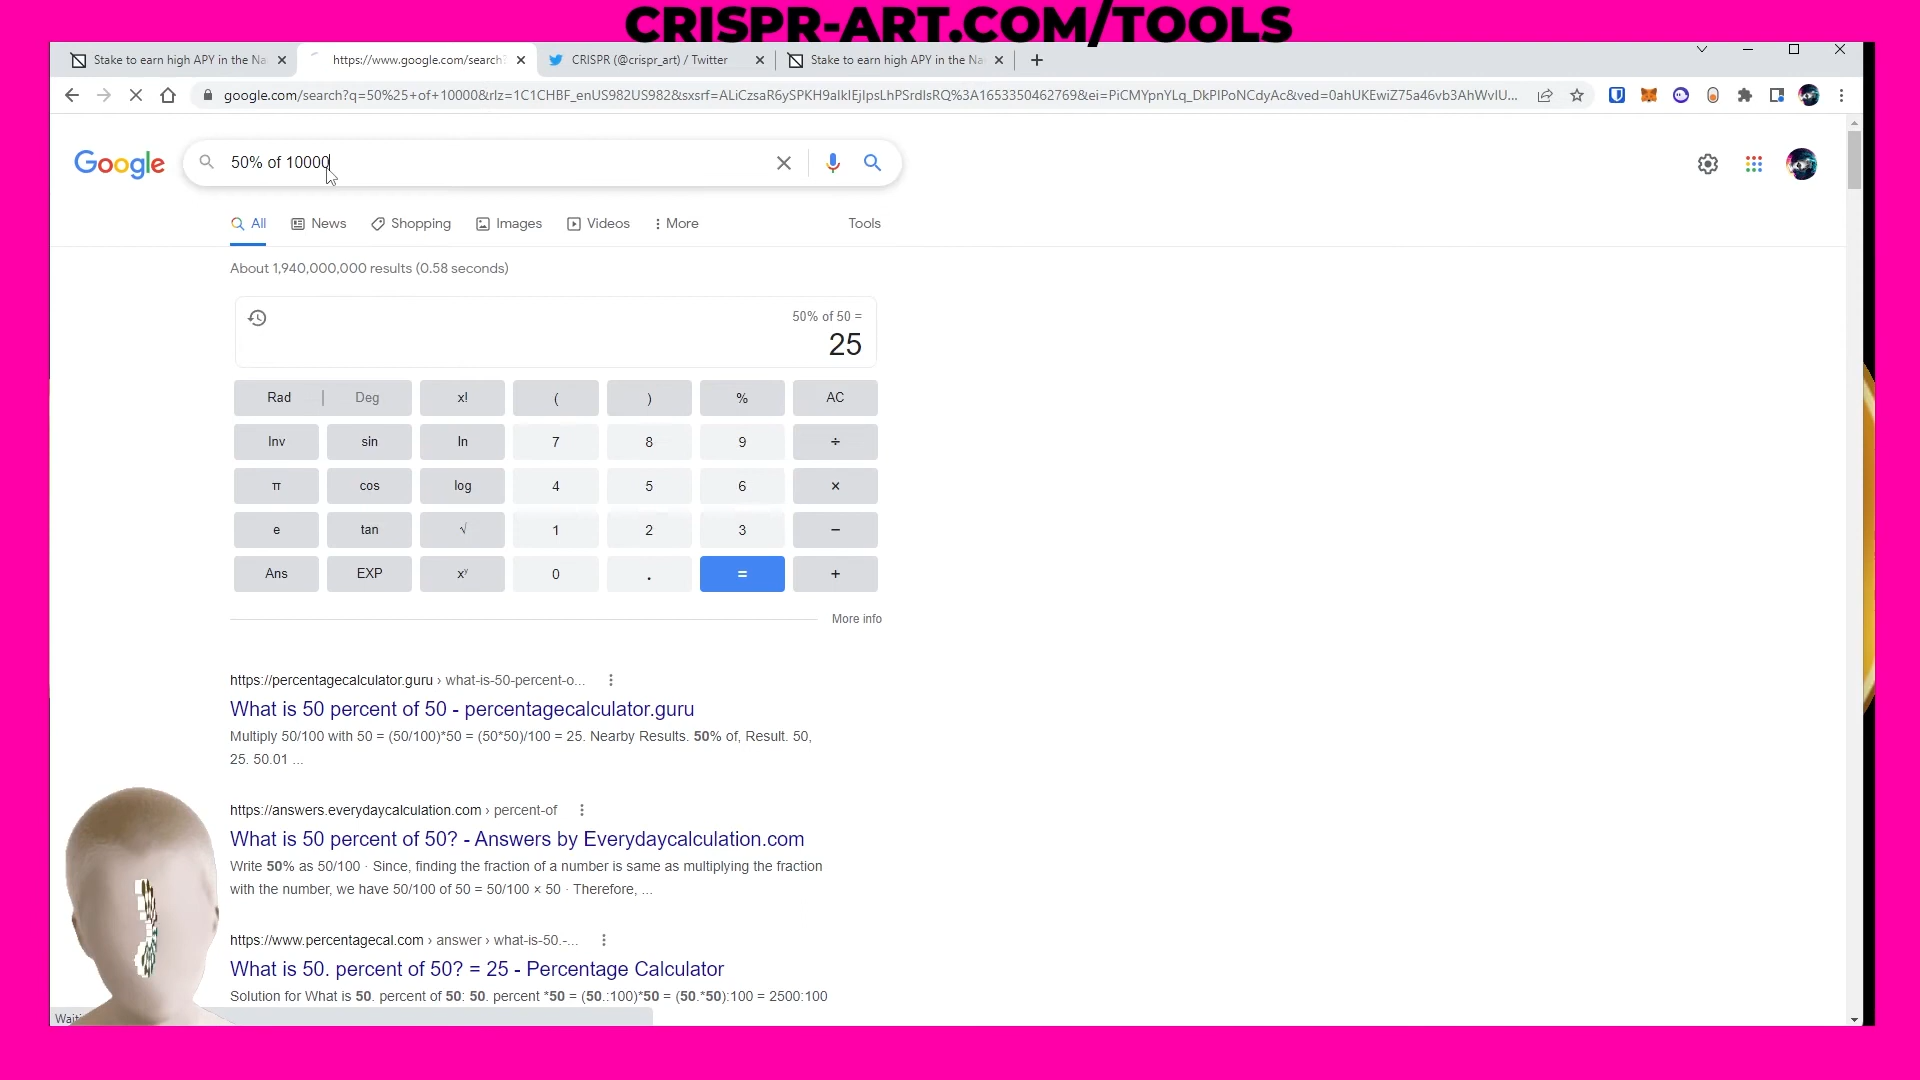 CRISPR-ART.COM/TOOLS
Stake to earn high APY in the Na
https://www.google.com/search?
CRISPR (@crispr_art) / Twitter
Stake to earn high APY in the Na
google.com/search?q=50%25+of+10000&rlz=1C1CHBF_enUS982US982&sxsrf=ALiCzsaR6ySPKH9aIkIEjIpsLhPSrdIsRQ%3A1653350462769&ei=PiCMYpnYLq_DkPIPoNCdyAc&ved=0ahUKEwiZ75a46vb3AhWvIU...
Google
50% of 10000
All
News
Shopping
Images
Videos
More
Tools
About 1,940,000,000 results (0.58 seconds)
50% of 50 =
25
Rad | Deg x! ( ) % AC
Inv sin ln 7 8 9 ÷
π cos log 4 5 6 ×
e tan √ 1 2 3 −
Ans EXP xʸ 0 . = +
More info
https://percentagecalculator.guru › what-is-50-percent-o...
What is 50 percent of 50 - percentagecalculator.guru
Multiply 50/100 with 50 = (50/100)*50 = (50*50)/100 = 25. Nearby Results. 50% of, Result. 50,
25. 50.01 ...
https://answers.everydaycalculation.com › percent-of
What is 50 percent of 50? - Answers by Everydaycalculation.com
Write 50% as 50/100 · Since, finding the fraction of a number is same as multiplying the fraction
with the number, we have 50/100 of 50 = 50/100 × 50 · Therefore, ...
https://www.percentagecal.com › answer › what-is-50.-...
What is 50. percent of 50? = 25 - Percentage Calculator
Solution for What is 50. percent of 50: 50. percent *50 = (50.:100)*50 = (50.*50):100 = 2500:100